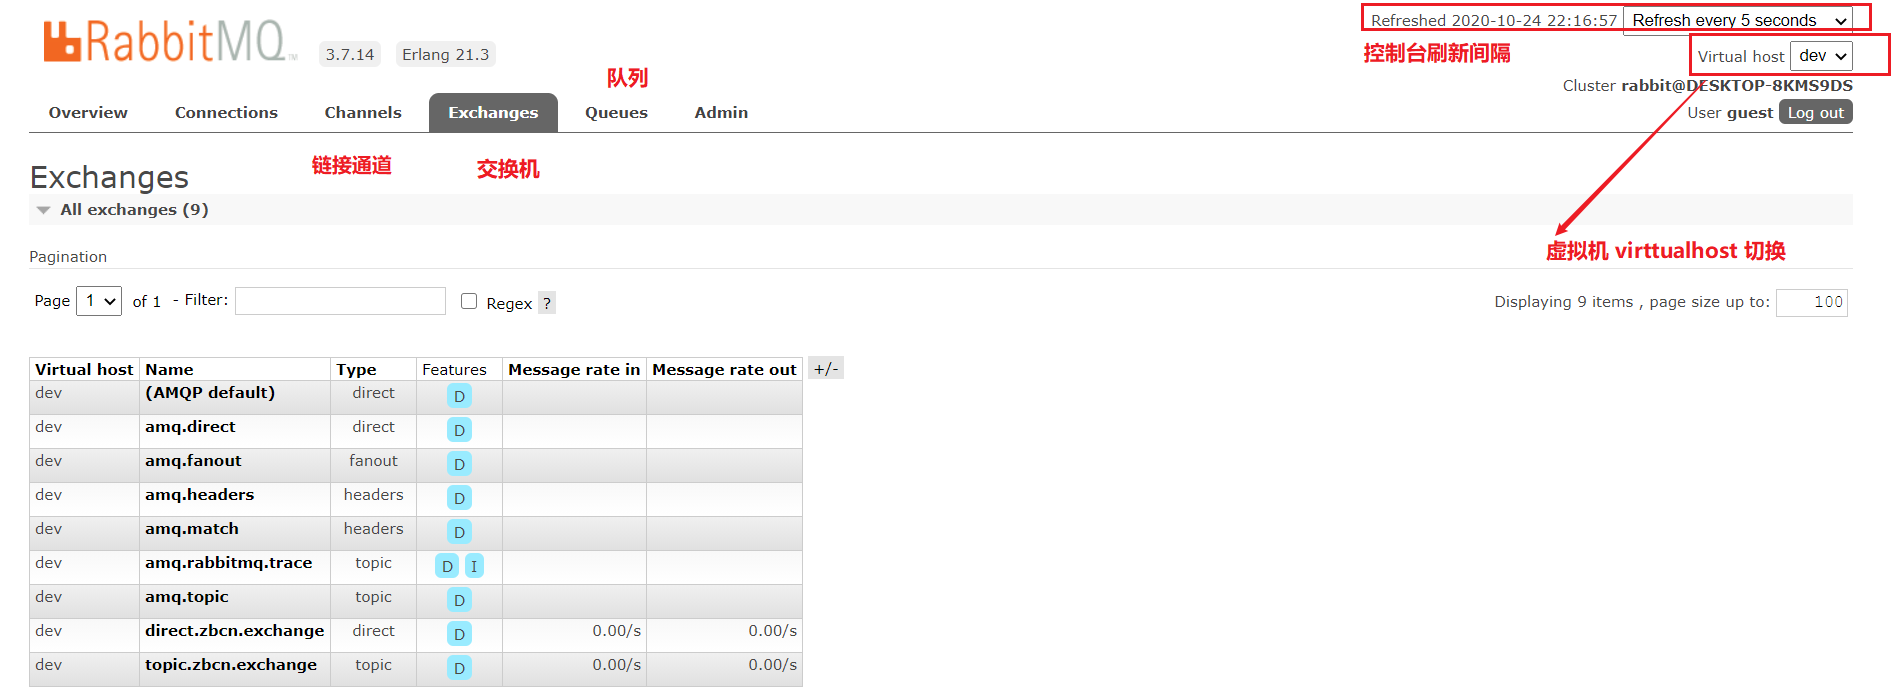 RabbitMQ™ 3.7.14 Erlang 21.3
Refreshed 2020-10-24 22:16:57 Refresh every 5 seconds
控制台刷新间隔
Virtual host dev
Cluster rabbit@DESKTOP-8KMS9DS
User guest Log out
队列
Overview Connections Channels Exchanges Queues Admin
链接通道 交换机
Exchanges
All exchanges (9)
虚拟机 virttualhost 切换
Pagination
Page 1 of 1 - Filter: Regex ?
Displaying 9 items , page size up to: 100
Virtual host Name Type Features Message rate in Message rate out +/-
dev (AMQP default) direct D
dev amq.direct direct D
dev amq.fanout fanout D
dev amq.headers headers D
dev amq.match headers D
dev amq.rabbitmq.trace topic D I
dev amq.topic topic D
dev direct.zbcn.exchange direct D 0.00/s 0.00/s
dev topic.zbcn.exchange topic D 0.00/s 0.00/s